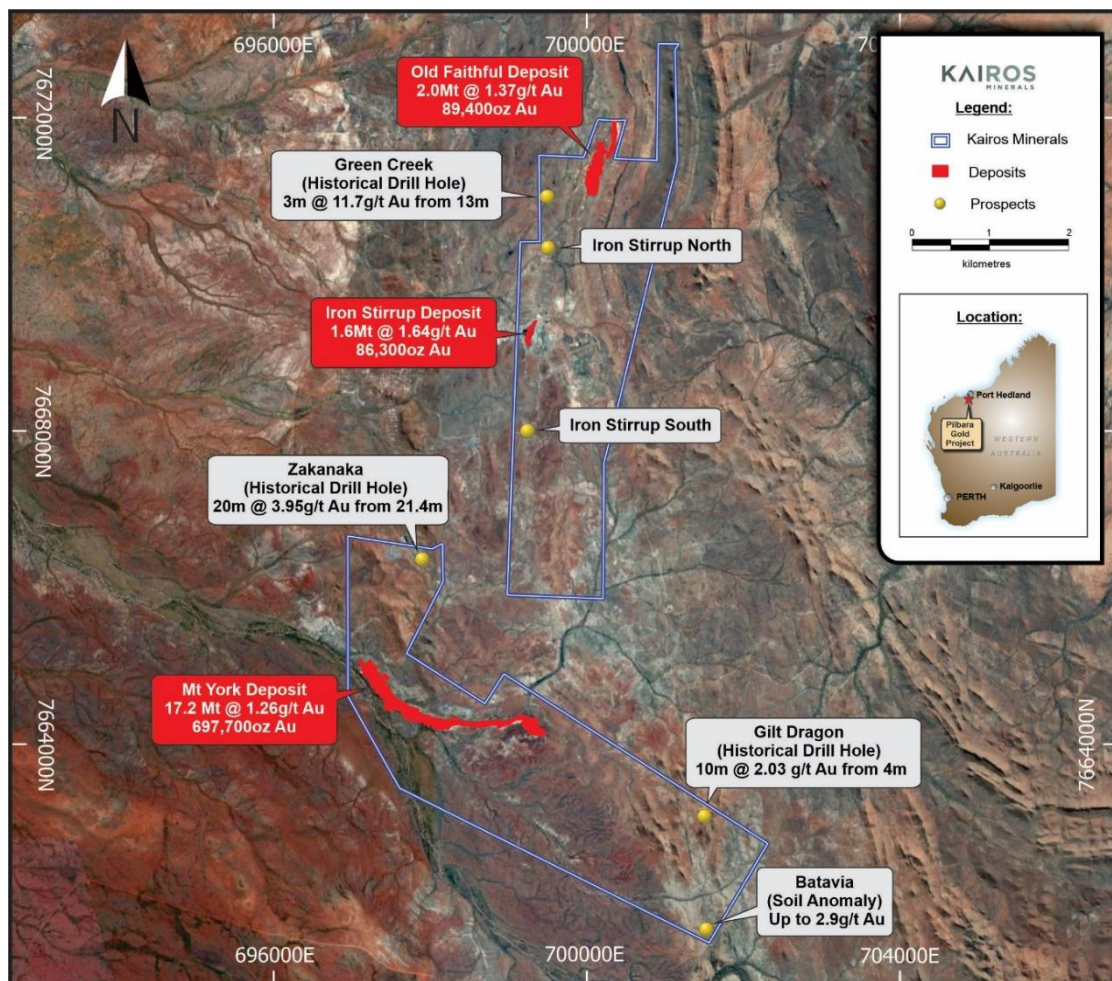 696000E
700000E
Old Faithful Deposit
2.0Mt @ 1.37g/t Au
89,400oz Au
7672000N
N
Green Creek
(Historical Drill Hole)
3m @ 11.7g/t Au from 13m
Iron Stirrup North
Iron Stirrup Deposit
1.6Mt @ 1.64g/t Au
86,300oz Au
7668000N
Iron Stirrup South
Zakanaka
(Historical Drill Hole)
20m @ 3.95g/t Au from 21.4m
Mt York Deposit
17.2 Mt @ 1.26g/t Au
697,700oz Au
7664000N
Gilt Dragon
(Historical Drill Hole)
10m @ 2.03 g/t Au from 4m
7664000N
Batavia
(Soil Anomaly)
Up to 2.9g/t Au
696000E
700000E
704000E
KAIROS
MINERALS
Legend:
Kairos Minerals
Deposits
Prospects
0 1 2
kilometres
Location:
Port Hedland
Pilbara
Gold
Project
WESTERN
AUSTRALIA
Kalgoorlie
PERTH